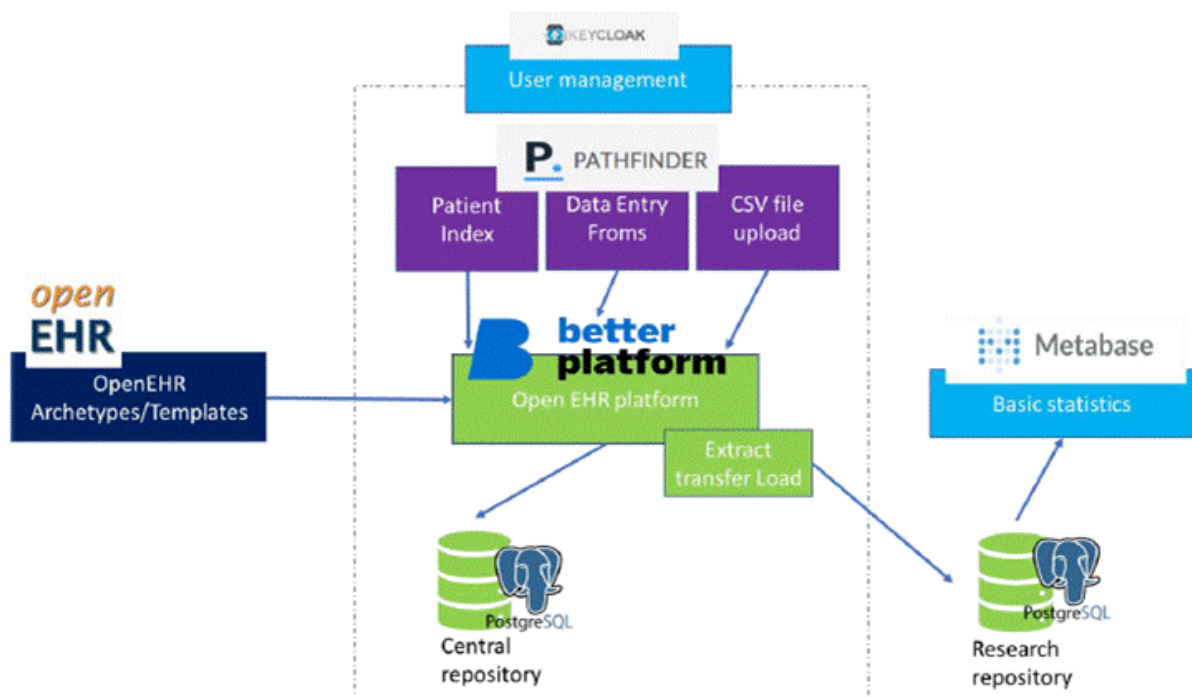 KEYCLOAK
User management
P. PATHFINDER
Patient
Index
Data Entry
Froms
CSV file
upload
open
EHR
OpenEHR
Archetypes/Templates
better
platform
Open EHR platform
Extract
transfer Load
Metabase
Basic statistics
PostgreSQL
Central
repository
PostgreSQL
Research
repository